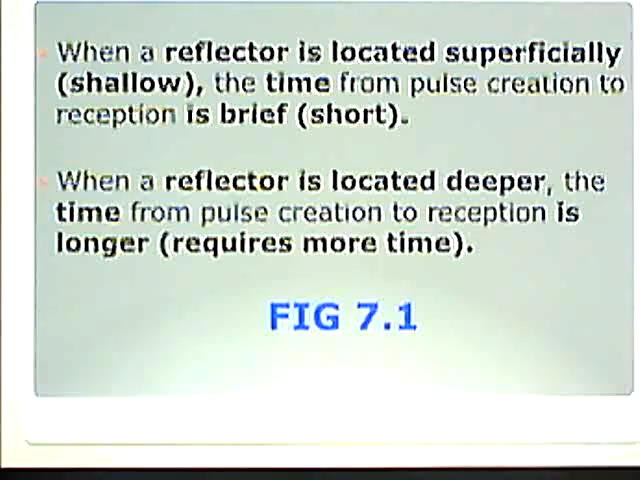 When a reflector is located superficially
(shallow), the time from pulse creation to
reception is brief (short).
When a reflector is located deeper, the
time from pulse creation to reception is
longer (requires more time).
FIG 7.1